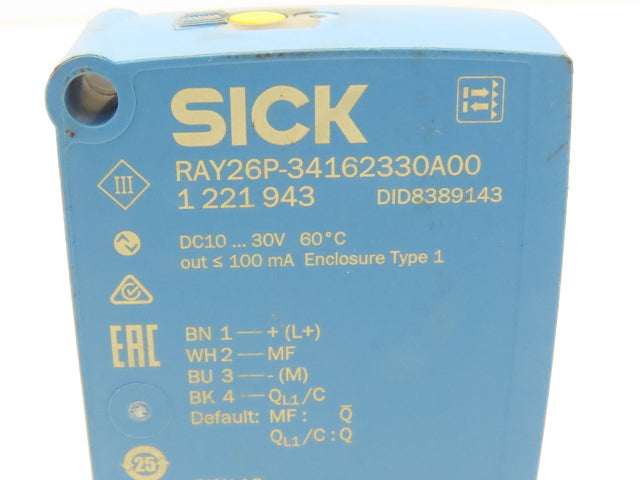 SICK
RAY26P-34162330A00
1 221 943 DID8389143
III
DC10 ... 30V 60°C
out ≤ 100 mA Enclosure Type 1
EAC
BN 1 — + (L+)
WH 2 — MF
BU 3 — - (M)
BK 4 — QL1/C
Default: MF: Q̅
QL1/C : Q
25